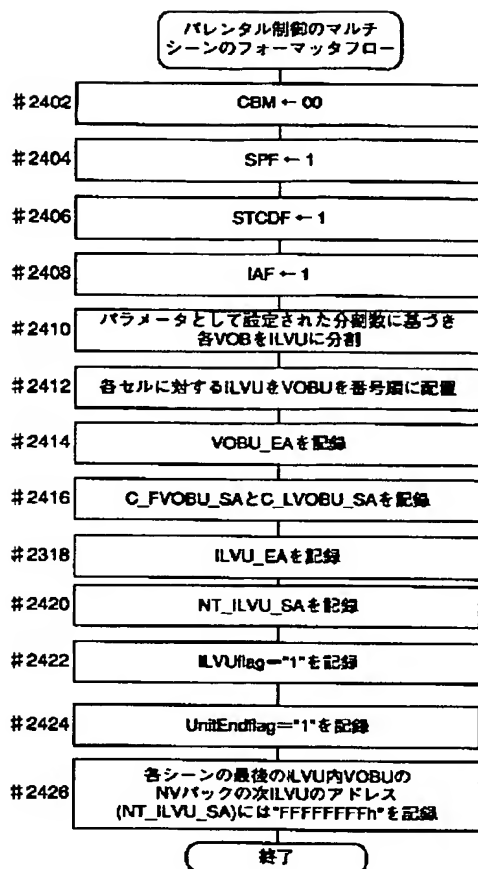 パレンタル制御のマルチ
シーンのフォーマッタフロー
#2402
CBM ← 00
#2404
SPF ← 1
#2406
STCDF ← 1
#2408
IAF ← 1
#2410
パラメータとして設定された分割数に基づき
各VOBをILVUに分割
#2412
各セルに対するILVUをVOBUを番号順に配置
#2414
VOBU_EAを記録
#2416
C_FVOBU_SAとC_LVOBU_SAを記録
#2318
ILVU_EAを記録
#2420
NT_ILVU_SAを記録
#2422
ILVUflag="1"を記録
#2424
UnitEndflag="1"を記録
#2426
各シーンの最後のILVU内VOBUの
NVパックの次ILVUのアドレス
(NT_ILVU_SA)には"FFFFFFFFh"を記録
終了